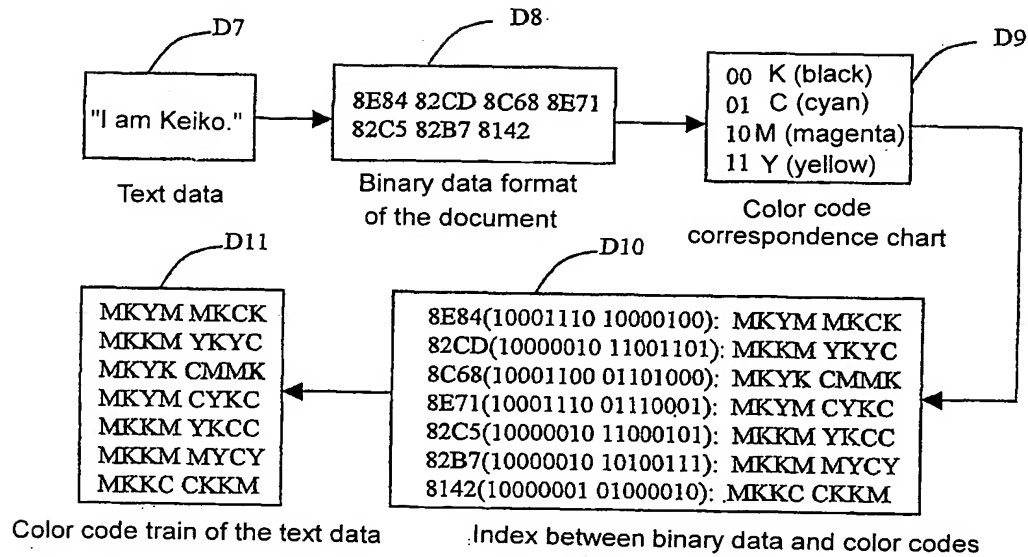 D7
D8
D9
"I am Keiko."
8E84 82CD 8C68 8E71
82C5 82B7 8142
00 K (black)
01 C (cyan)
10 M (magenta)
11 Y (yellow)
Text data
Binary data format
of the document
Color code
correspondence chart
D11
D10
MKYM MKCK
MKKM YKYC
MKYK CMMK
MKYM CYKC
MKKM YKCC
MKKM MYCY
MKKC CKKM
8E84(10001110 10000100): MKYM MKCK
82CD(10000010 11001101): MKKM YKYC
8C68(10001100 01101000): MKYK CMMK
8E71(10001110 01110001): MKYM CYKC
82C5(10000010 11000101): MKKM YKCC
82B7(10000010 10100111): MKKM MYCY
8142(10000001 01000010): MKKC CKKM
Color code train of the text data
Index between binary data and color codes